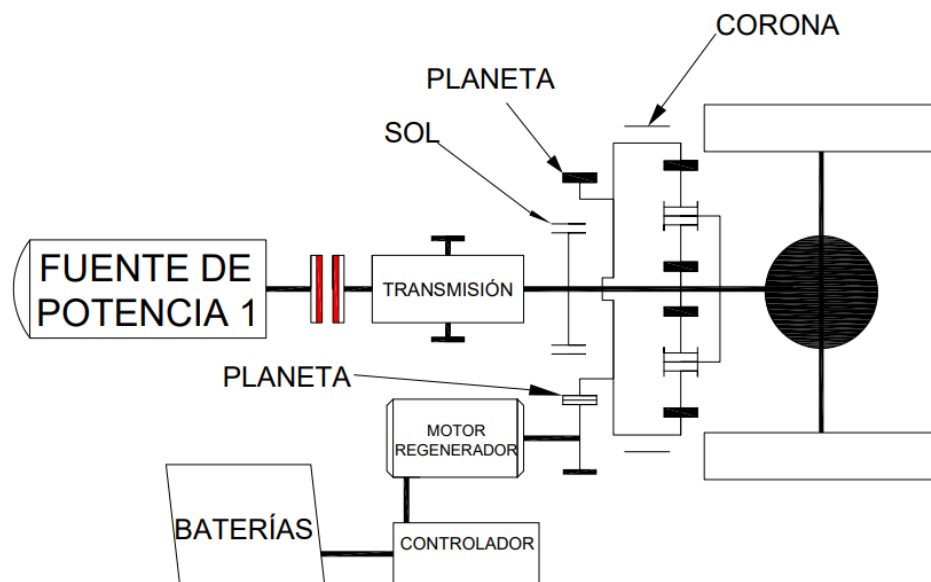 CORONA
PLANETA
SOL
FUENTE DE
POTENCIA 1
TRANSMISIÓN
PLANETA
MOTOR
REGENERADOR
BATERÍAS
CONTROLADOR